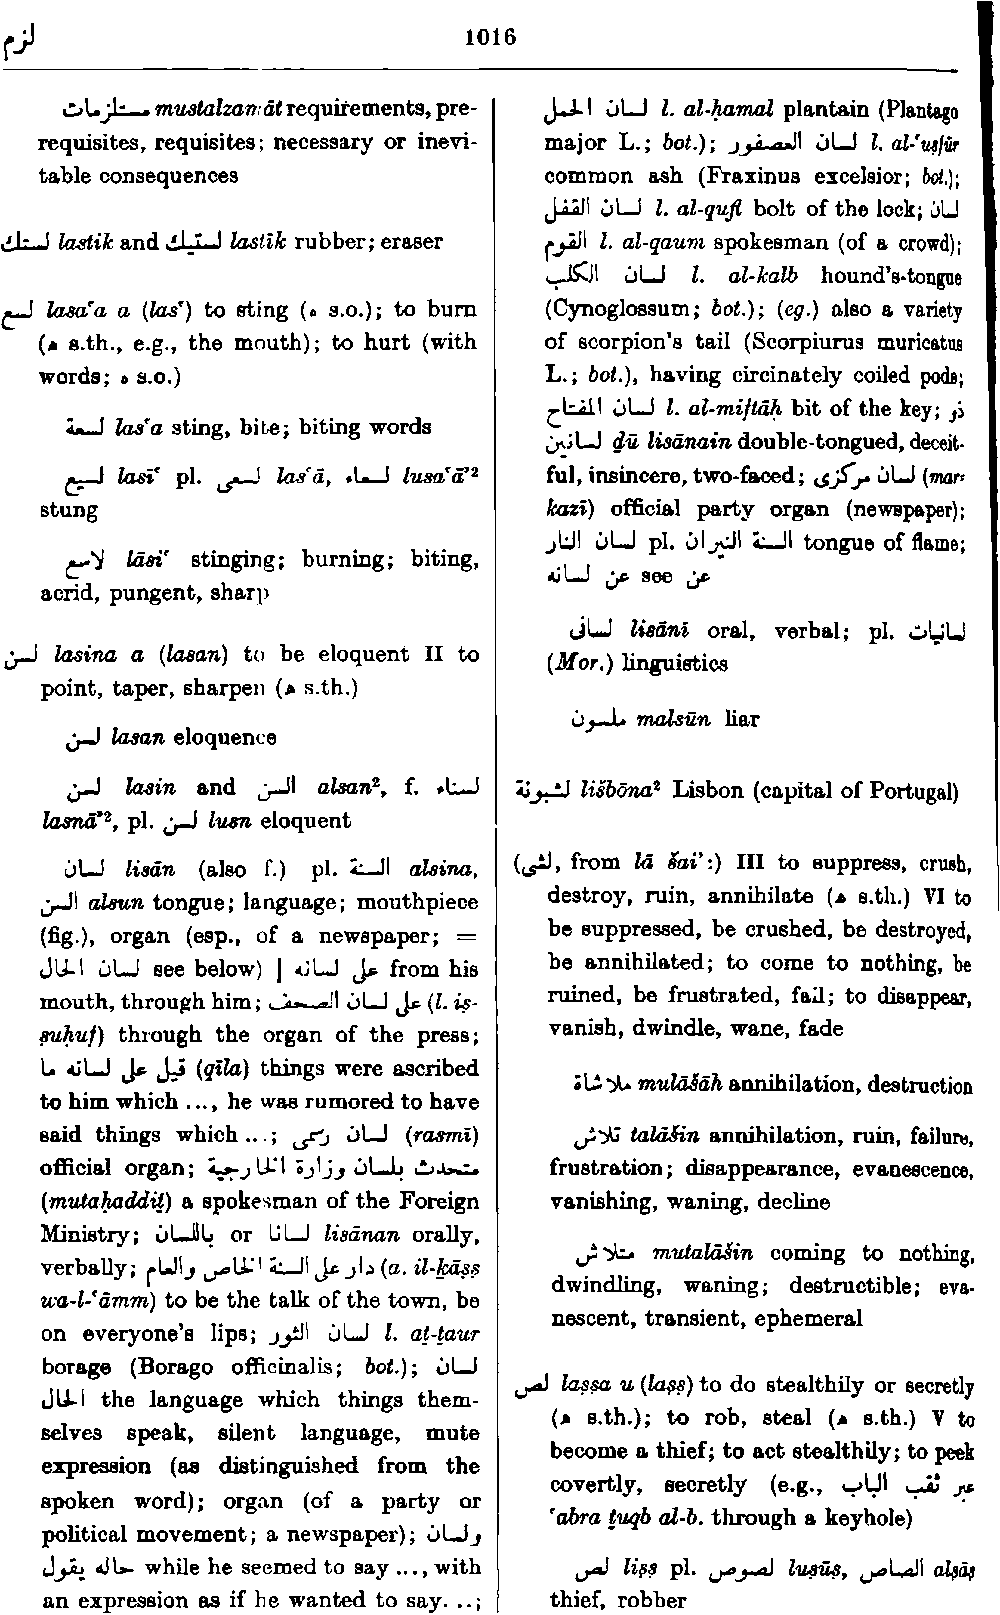 لزم
1016
مستلزمات mustalzamāt requirements, pre-
requisites, requisites; necessary or inevi-
table consequences
لستك lastik and لستيك lastīk rubber; eraser
لسع lasaʿa a (lasʿ) to sting (ه s.o.); to burn
(ھ s.th., e.g., the mouth); to hurt (with
words; ه s.o.)
لسعة lasʿa sting, bite; biting words
لسيع lasīʿ pl. لسعى lasʿā, لسعاء lusaʿā’²
stung
لاسع lāsiʿ stinging; burning; biting,
acrid, pungent, sharp
لسن lasina a (lasan) to be eloquent II to
point, taper, sharpen (ھ s.th.)
لسن lasan eloquence
لسن lasin and السن alsan², f. لسناء
lasnā’², pl. لسن lusn eloquent
لسان lisān (also f.) pl. السنة alsina,
السن alsun tongue; language; mouthpiece
(fig.), organ (esp., of a newspaper; =
لسان الحال see below) | على لسانه from his
mouth, through him; على لسان الصحف (l. iṣ-
ṣuḥuf) through the organ of the press;
قيل على لسانه ما (qīla) things were ascribed
to him which ..., he was rumored to have
said things which ...; لسان رسمى (rasmī)
official organ; متحدث بلسان وزارة الخارجية
(mutaḥaddiṯ) a spokesman of the Foreign
Ministry; باللسان or لسانا lisānan orally,
verbally; دار على السنة الخاص والعام (a. il-ḵāṣṣ
wa-l-ʿāmm) to be the talk of the town, be
on everyone's lips; لسان الثور l. aṯ-ṯaur
borage (Borago officinalis; bot.); لسان
الحال the language which things them-
selves speak, silent language, mute
expression (as distinguished from the
spoken word); organ (of a party or
political movement; a newspaper); ولسان
حاله يقول while he seemed to say ..., with
an expression as if he wanted to say. ..;
لسان الحمل l. al-ḥamal plantain (Plantago
major L.; bot.); لسان العصفور l. al-ʿuṣfūr
common ash (Fraxinus excelsior; bot.);
لسان القفل l. al-qufl bolt of the lock; لسان
القوم l. al-qaum spokesman (of a crowd);
لسان الكلب l. al-kalb hound's-tongue
(Cynoglossum; bot.); (eg.) also a variety
of scorpion's tail (Scorpiurus muricatus
L.; bot.), having circinately coiled pods;
لسان المفتاح l. al-miftāḥ bit of the key; ذو
لسانين ḏū lisānain double-tongued, deceit-
ful, insincere, two-faced; لسان مركزى (mar-
kazī) official party organ (newspaper);
لسان النار pl. السنة النيران tongue of flame;
عن لسانه see عن
لسانى lisānī oral, verbal; pl. لسانيات
(Mor.) linguistics
ملسون malsūn liar
لشبونة lišbōna² Lisbon (capital of Portugal)
(لشى, from lā šai’:) III to suppress, crush,
destroy, ruin, annihilate (ھ s.th.) VI to
be suppressed, be crushed, be destroyed,
be annihilated; to come to nothing, be
ruined, be frustrated, fail; to disappear,
vanish, dwindle, wane, fade
ملاشاة mulāšāh annihilation, destruction
تلاش talāšin annihilation, ruin, failure,
frustration; disappearance, evanescence,
vanishing, waning, decline
متلاش mutalāšin coming to nothing,
dwindling, waning; destructible; eva-
nescent, transient, ephemeral
لص laṣṣa u (laṣṣ) to do stealthily or secretly
(ھ s.th.); to rob, steal (ھ s.th.) V to
become a thief; to act stealthily; to peek
covertly, secretly (e.g., عبر ثقب الباب
ʿabra ṯuqb al-b. through a keyhole)
لص liṣṣ pl. لصوص luṣūṣ, الصاص alṣāṣ
thief, robber